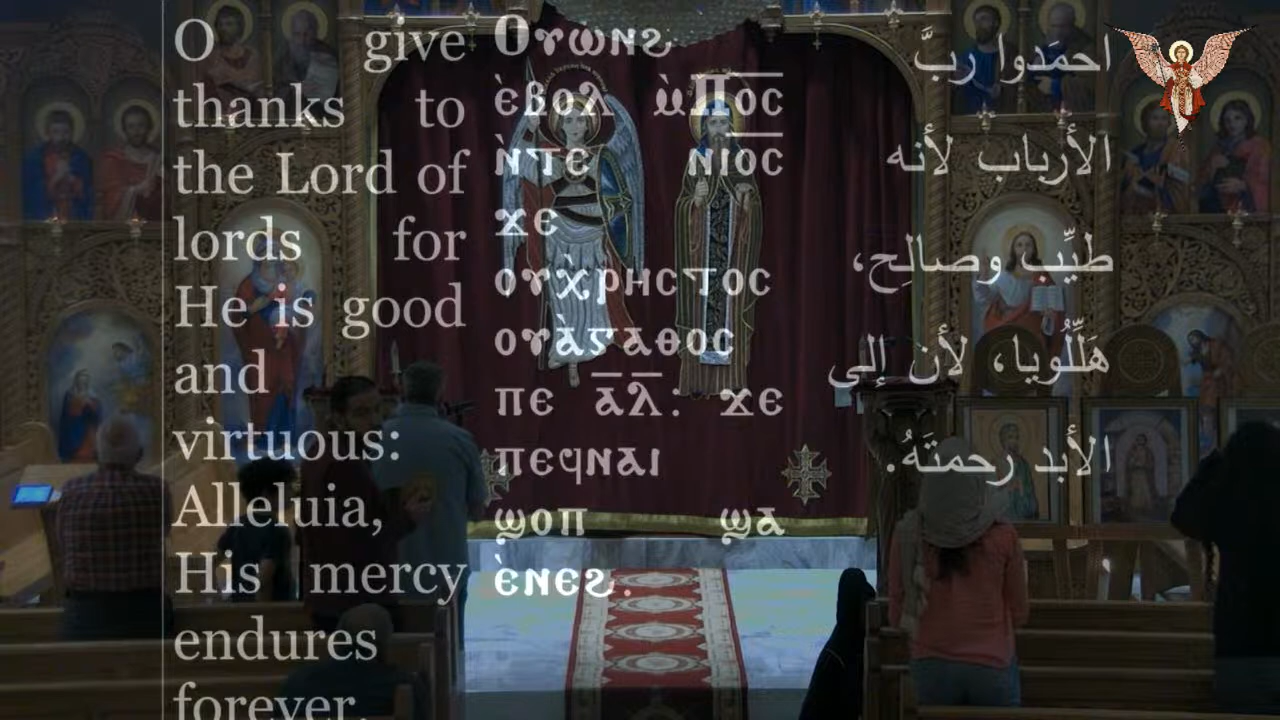 O give
thanks to
the Lord of
lords for
He is good
and
virtuous:
Alleluia,
His mercy
endures
forever.
Ⲟⲩⲱⲛϩ
ⲉ̀ⲃⲟⲗ ⲙ̀Ⲡ̅ⲟ̅ⲥ̅
ⲛ̀ⲧⲉ ⲛⲓⲟ̅ⲥ̅
ϫⲉ
ⲟⲩⲭ̀ⲣⲏⲥⲧⲟⲥ
ⲟⲩⲁ̀ⲅⲁⲑⲟⲥ
ⲡⲉ ⲁ̅ⲗ̅. ϫⲉ
ⲡⲉϥⲛⲁⲓ
ϣⲟⲡ ϣⲁ
ⲉ̀ⲛⲉϩ.
احمَدوا ربَّ
الأرباب لأنه
طيِّب وصالِح،
هَلِّلُويا، لأن إلى
الأبد رحمتَهُ.